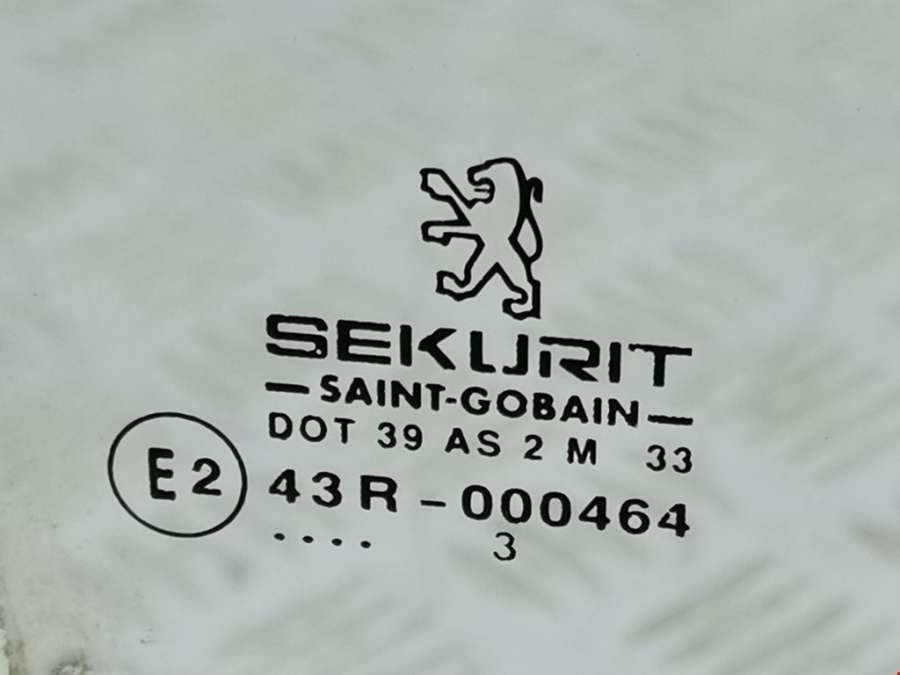 SEKURIT
—SAINT-GOBAIN—
DOT 39 AS 2 M 33
E2 43R-000464
.... 3